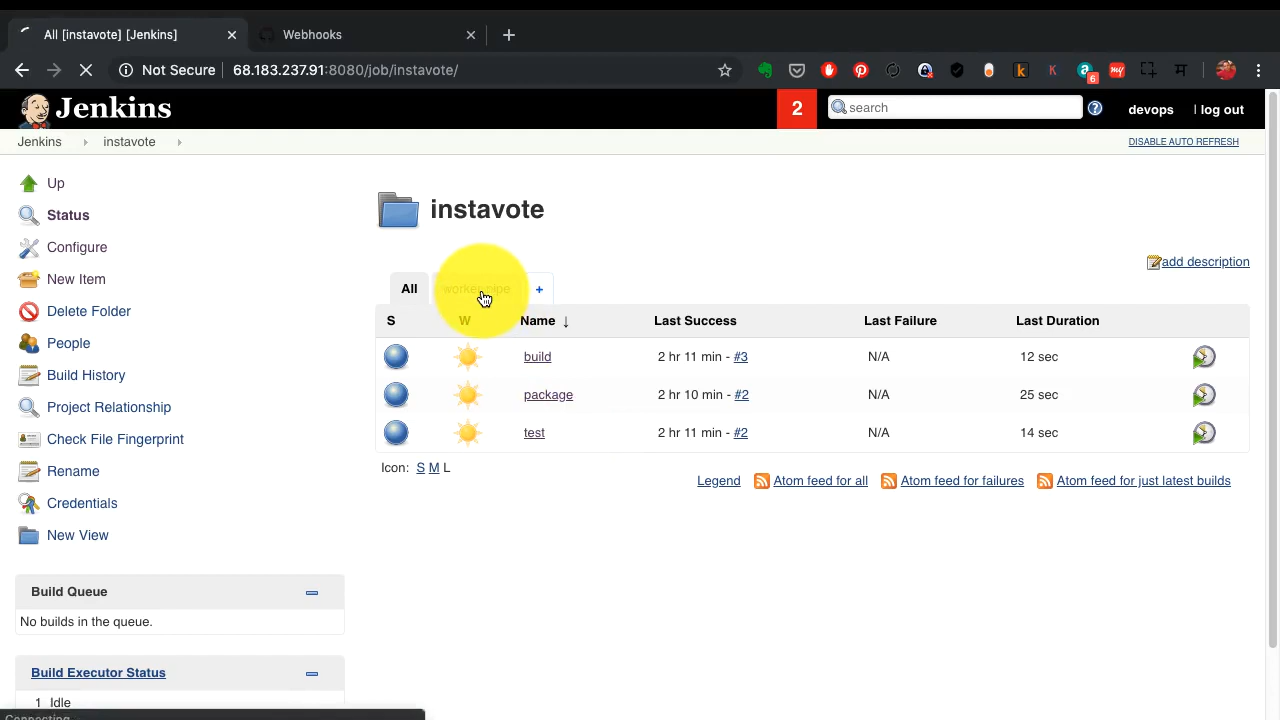 All [instavote] [Jenkins]
Webhooks
Not Secure
68.183.237.91:8080/job/instavote/
6
Jenkins
2
search
devops
log out
Jenkins
instavote
DISABLE AUTO REFRESH
Up
Status
Configure
New Item
Delete Folder
People
Build History
Project Relationship
Check File Fingerprint
Rename
Credentials
New View
instavote
add description
All
+
S W Name ↓ Last Success Last Failure Last Duration
build 2 hr 11 min - #3 N/A 12 sec
package 2 hr 10 min - #2 N/A 25 sec
test 2 hr 11 min - #2 N/A 14 sec
Icon: S M L
Legend Atom feed for all Atom feed for failures Atom feed for just latest builds
Build Queue
No builds in the queue.
Build Executor Status
1 Idle